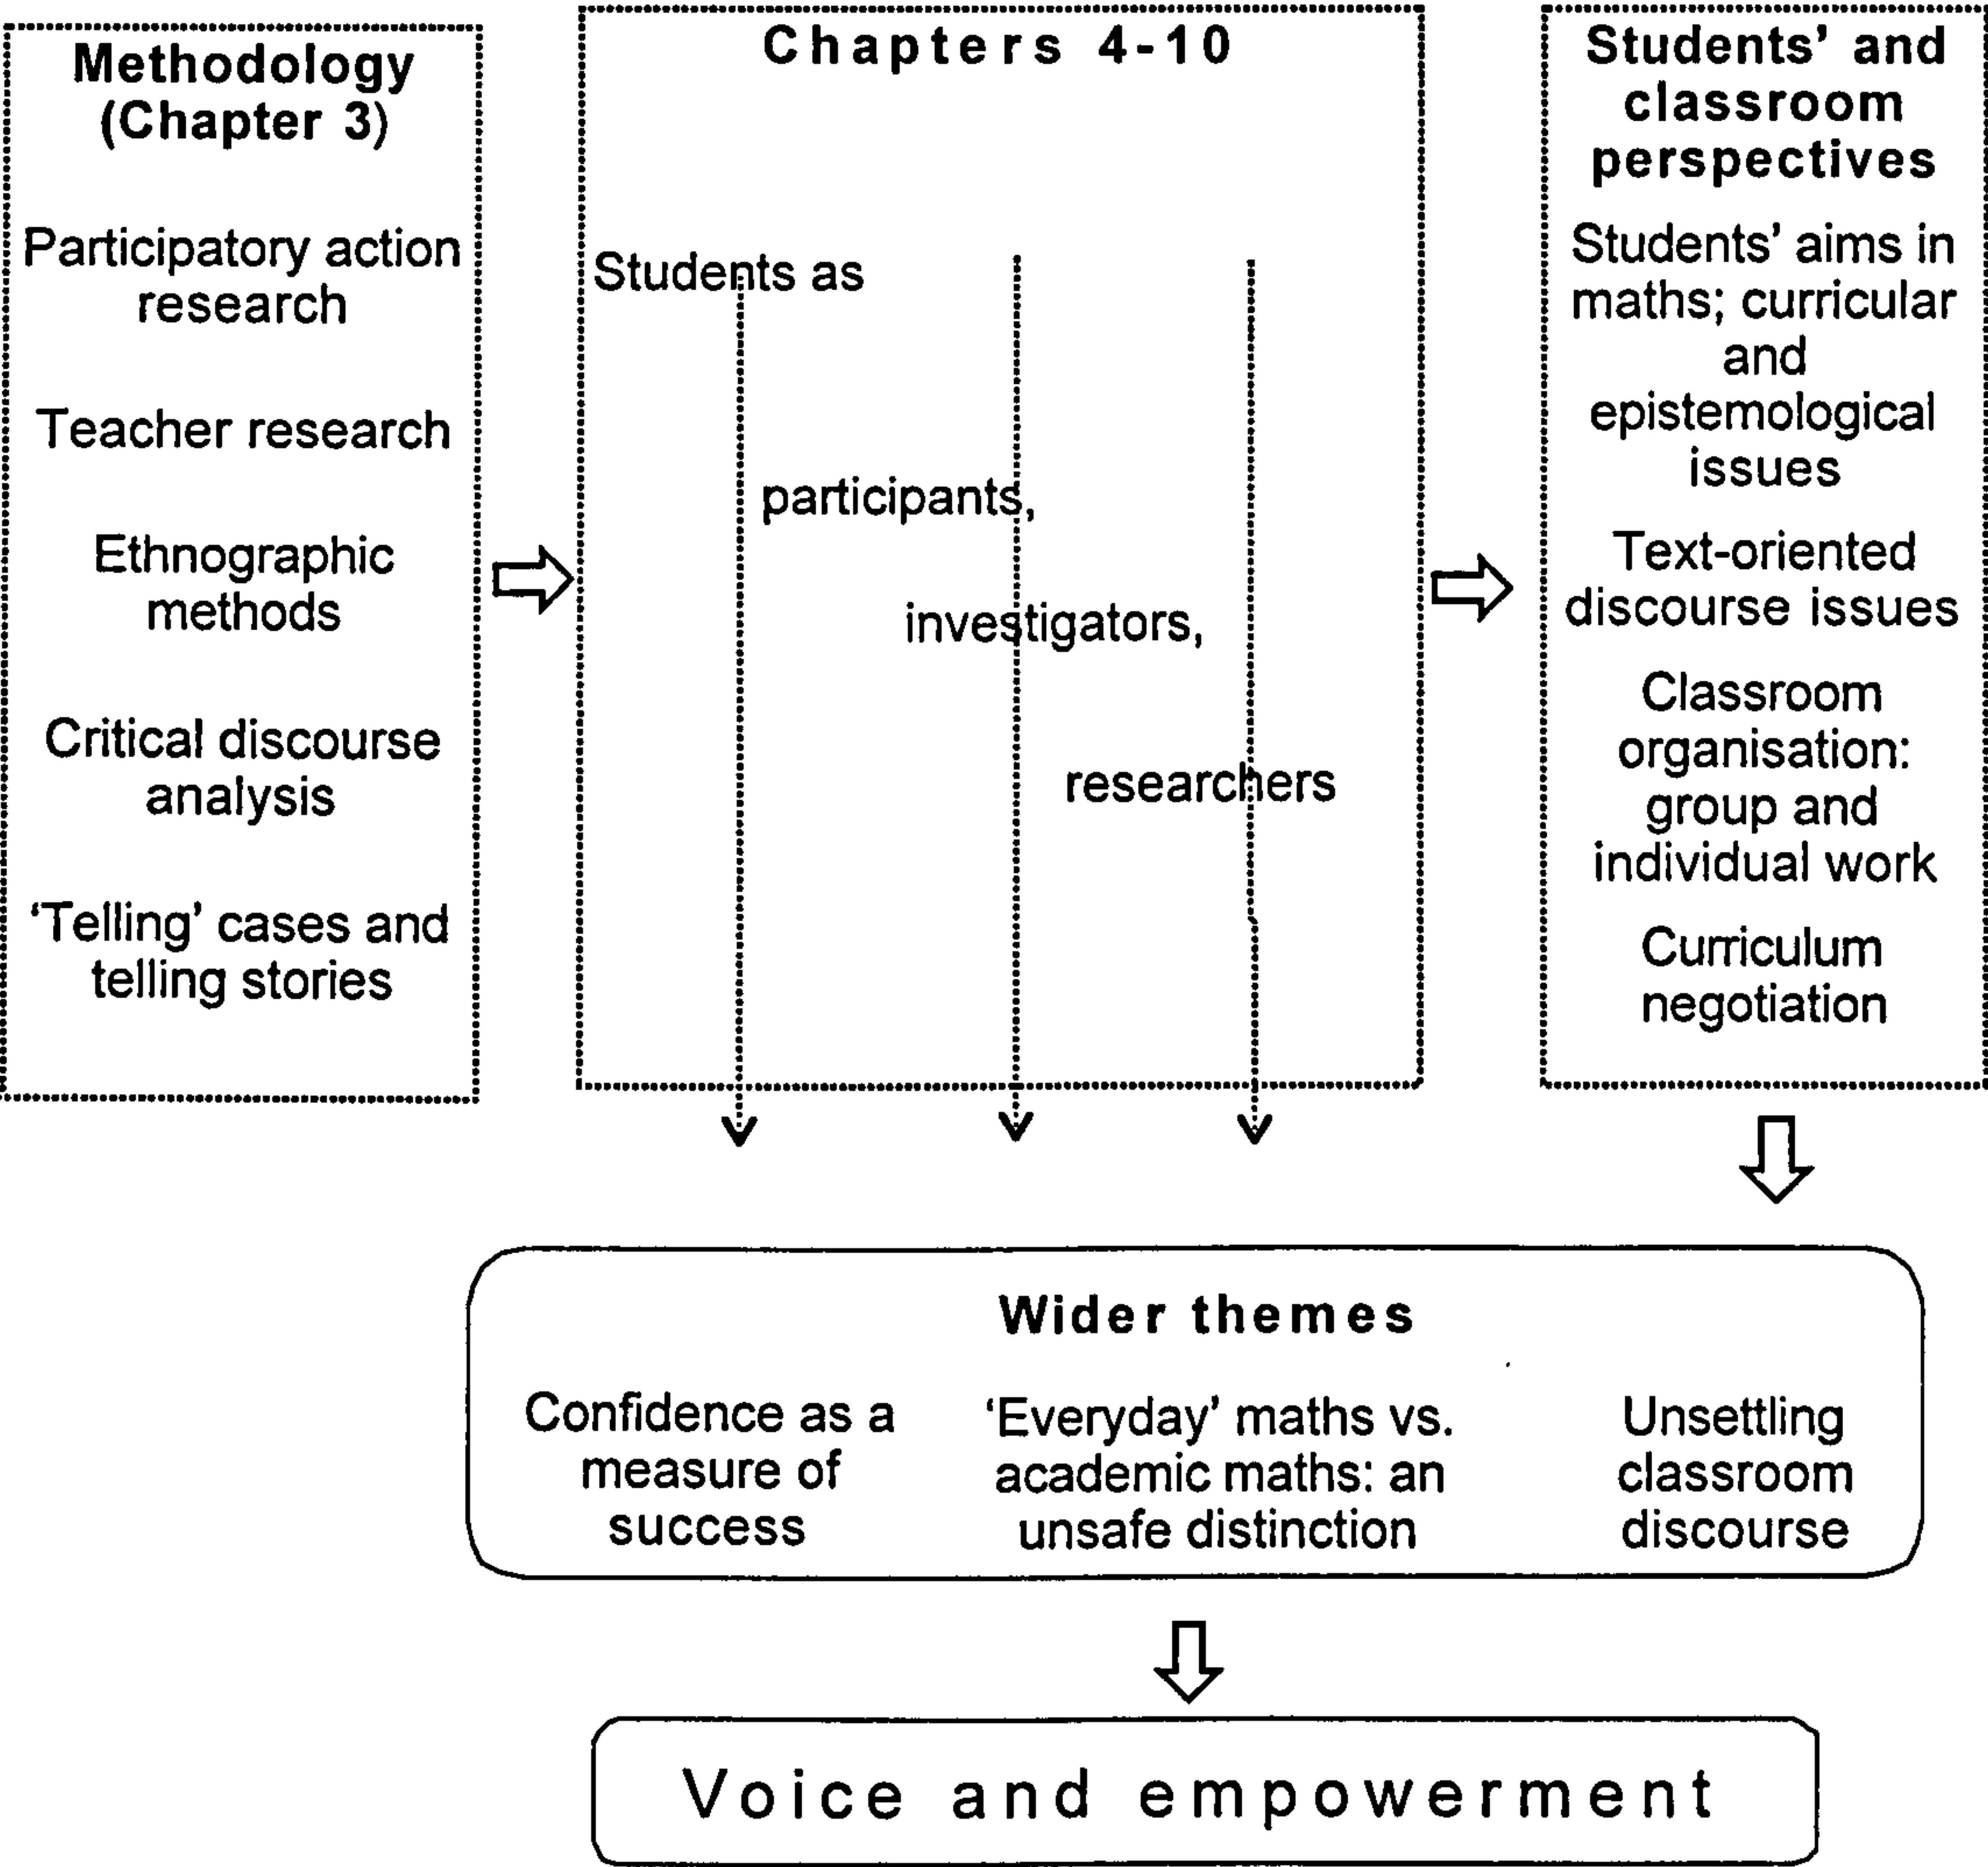 Methodology
(Chapter 3)
Participatory action
research
Teacher research
Ethnographic
methods
Critical discourse
analysis
‘Telling’ cases and
telling stories
Chapters 4-10
Students as
participants,
investigators,
researchers
Students’ and
classroom
perspectives
Students’ aims in
maths; curricular
and
epistemological
issues
Text-oriented
discourse issues
Classroom
organisation:
group and
individual work
Curriculum
negotiation
Wider themes
Confidence as a
measure of
success
‘Everyday’ maths vs.
academic maths: an
unsafe distinction
Unsettling
classroom
discourse
Voice and empowerment